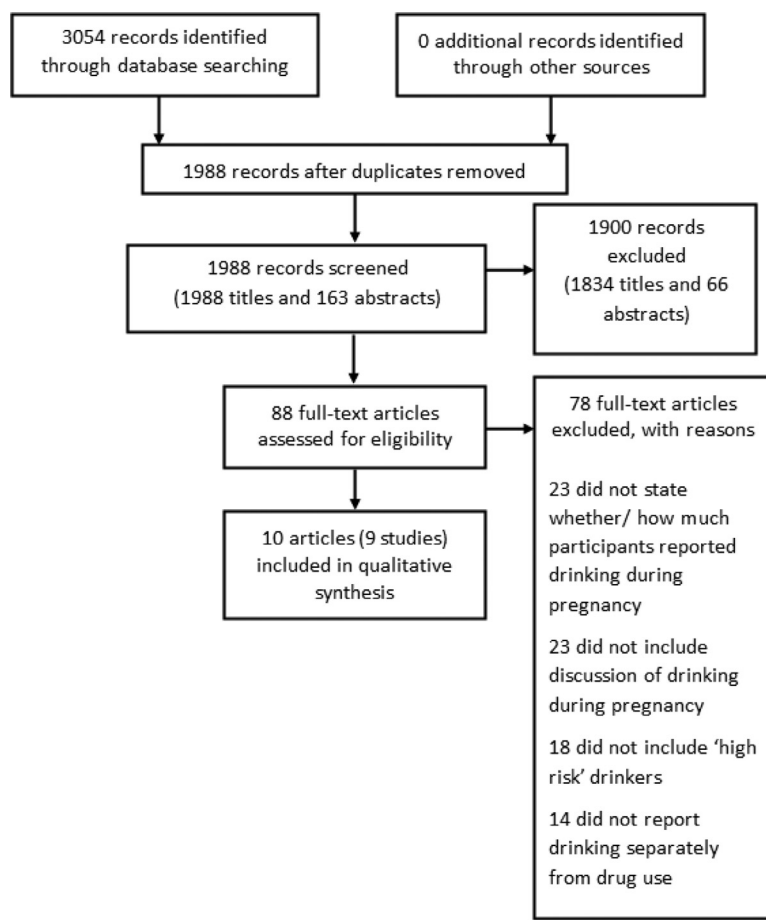 3054 records identified
through database searching
0 additional records identified
through other sources
1988 records after duplicates removed
1988 records screened
(1988 titles and 163 abstracts)
1900 records
excluded
(1834 titles and 66
abstracts)
88 full-text articles
assessed for eligibility
78 full-text articles
excluded, with reasons
23 did not state
whether/ how much
participants reported
drinking during
pregnancy
23 did not include
discussion of drinking
during pregnancy
18 did not include ‘high
risk’ drinkers
14 did not report
drinking separately
from drug use
10 articles (9 studies)
included in qualitative
synthesis